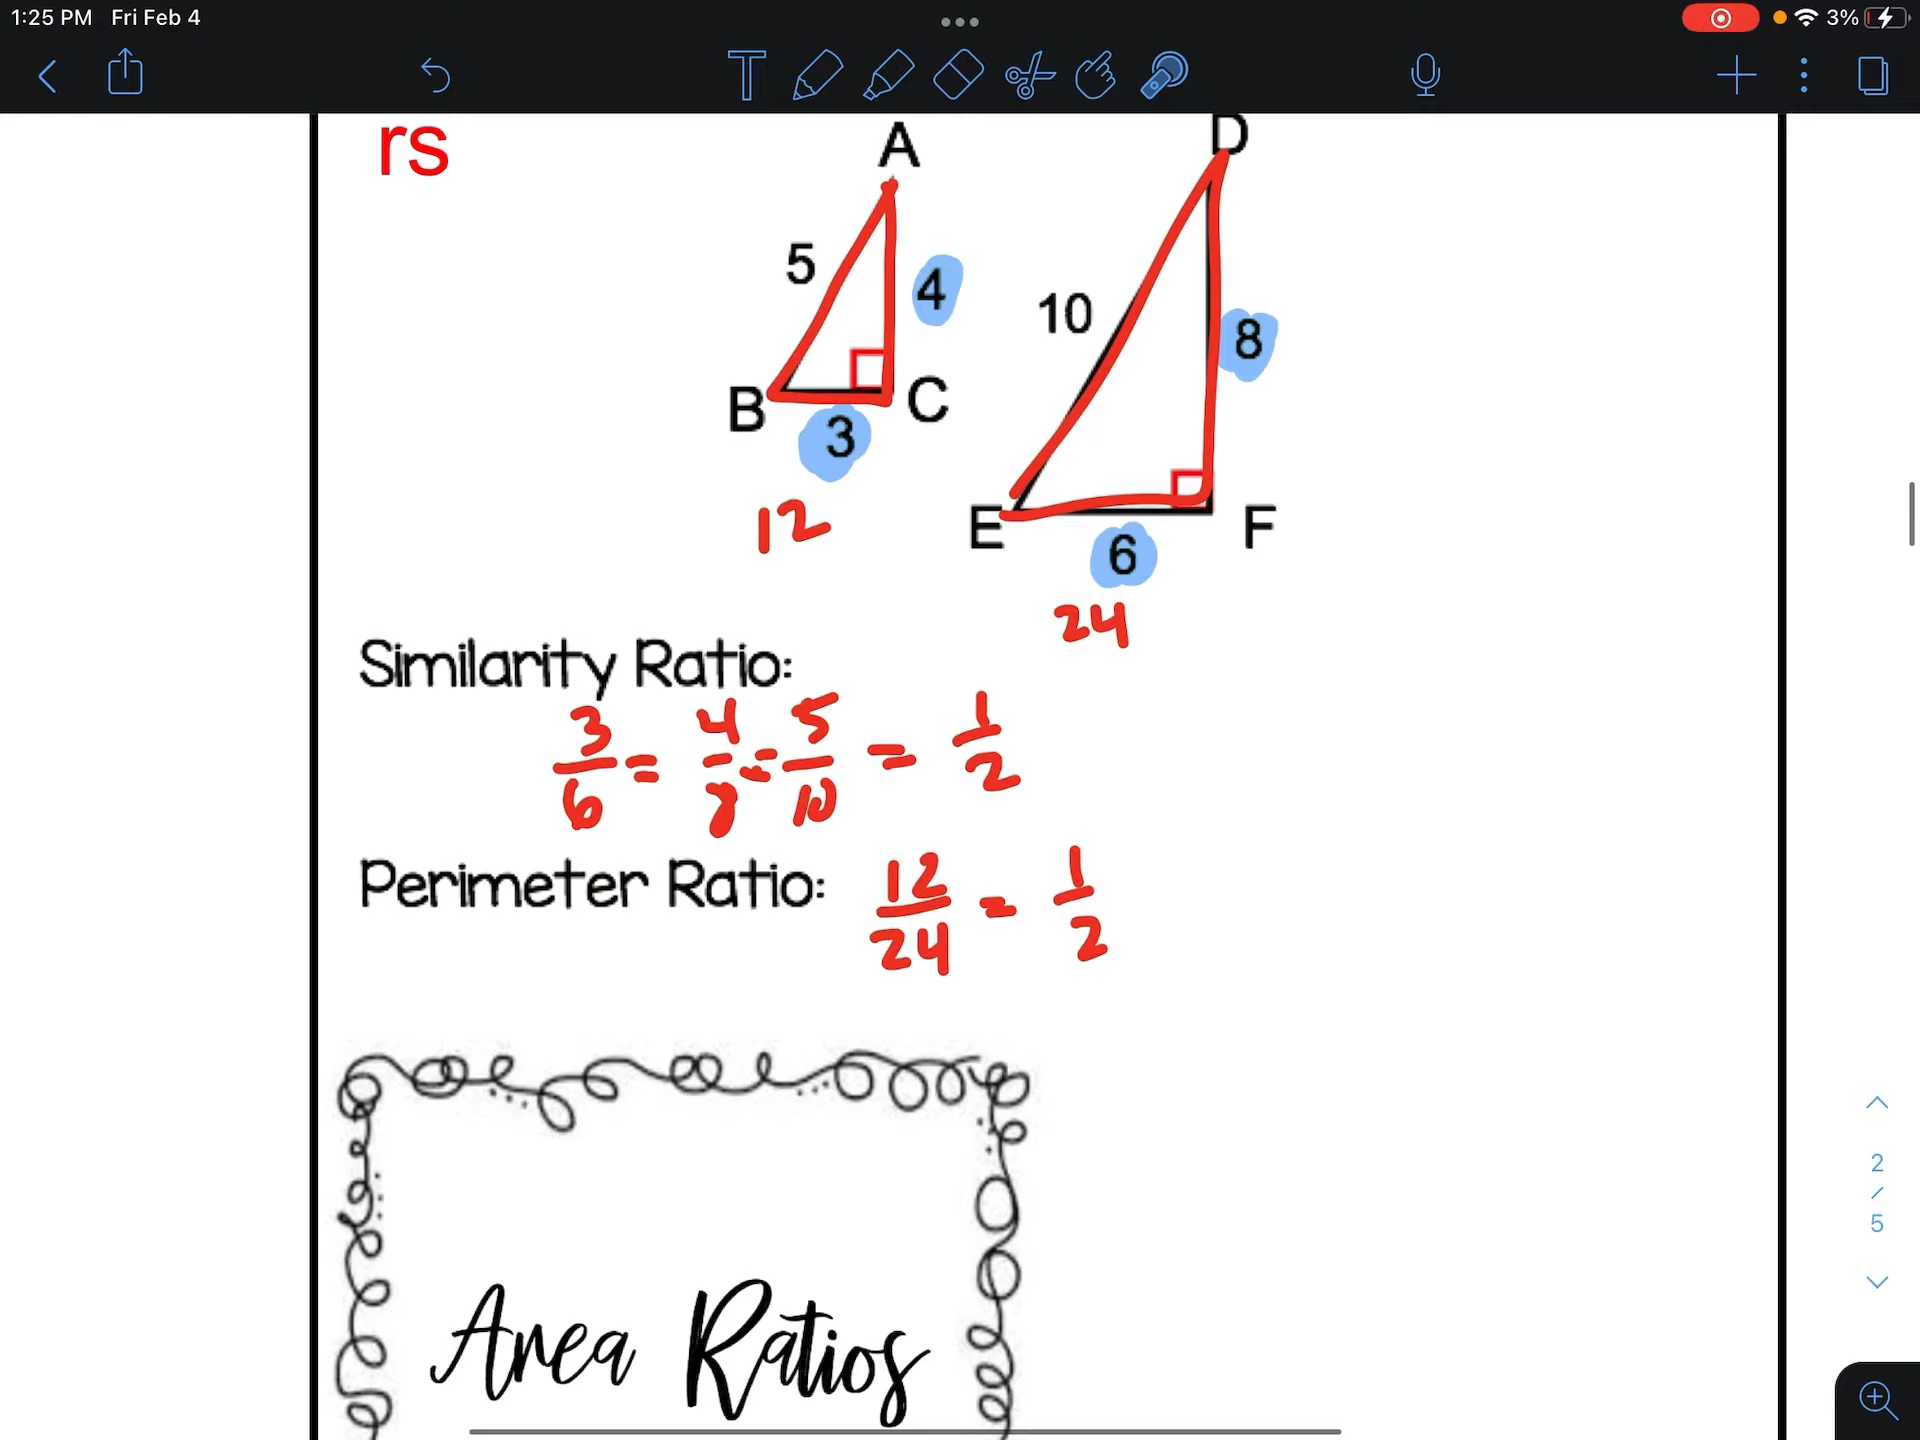 1:25 PM Fri Feb 4
3%
rs
A
D
5
4
10
8
B
C
3
E
F
12
6
24
Similarity Ratio:
3/6 = 4/8 = 5/10 = 1/2
Perimeter Ratio: 12/24 = 1/2
2
/
5
Area Ratios